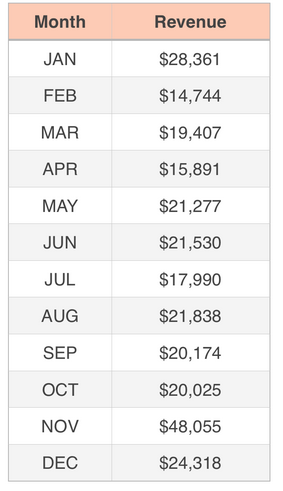 Month Revenue
JAN $28,361
FEB $14,744
MAR $19,407
APR $15,891
MAY $21,277
JUN $21,530
JUL $17,990
AUG $21,838
SEP $20,174
OCT $20,025
NOV $48,055
DEC $24,318